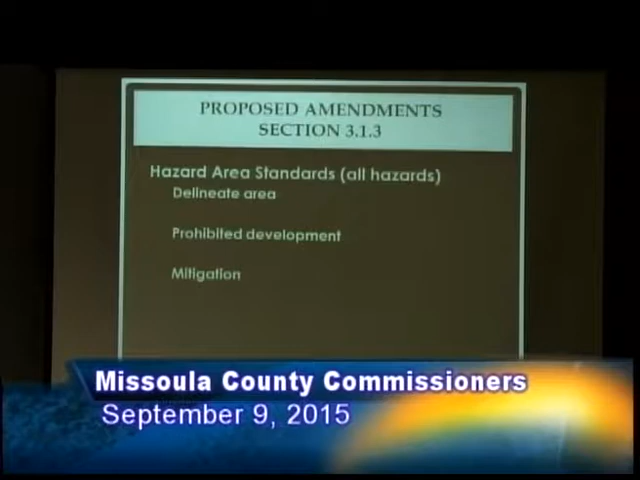 PROPOSED AMENDMENTS
SECTION 3.1.3
Hazard Area Standards (all hazards)
Delineate area
Prohibited development
Mitigation
Missoula County Commissioners
September 9, 2015